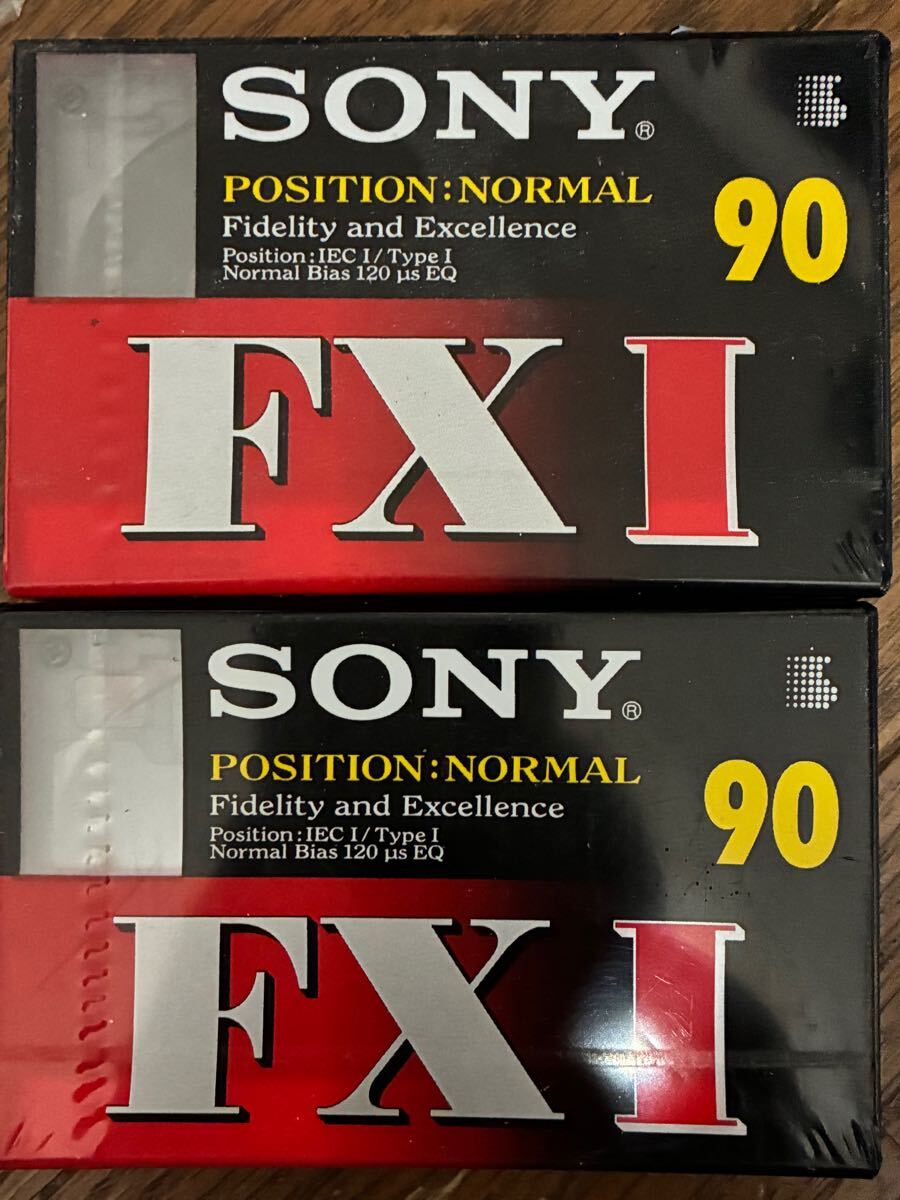 SONY®
POSITION:NORMAL
Fidelity and Excellence
Position:IEC I/Type I
Normal Bias 120 µs EQ
90
FX I
SONY®
POSITION:NORMAL
Fidelity and Excellence
Position:IEC I/Type I
Normal Bias 120 µs EQ
90
FX I